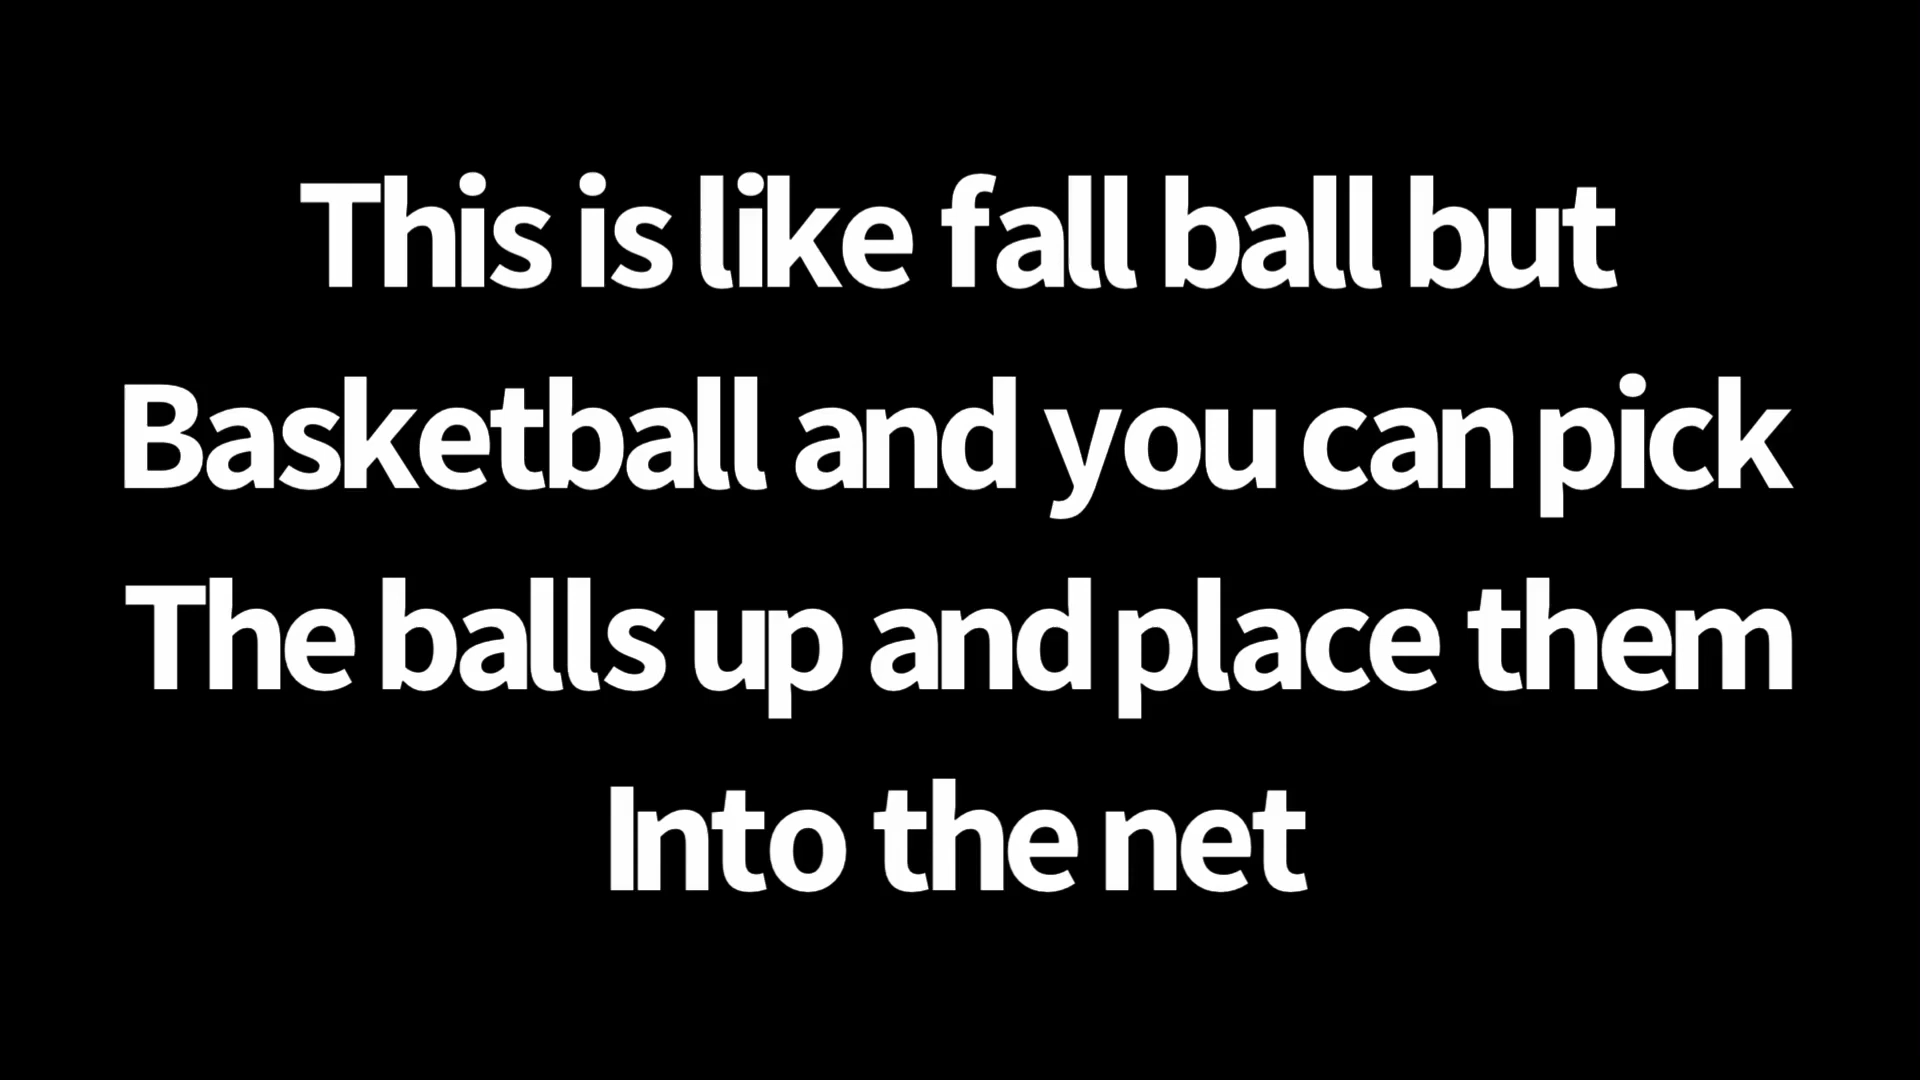 This is like fall ball but
Basketball and you can pick
The balls up and place them
Into the net